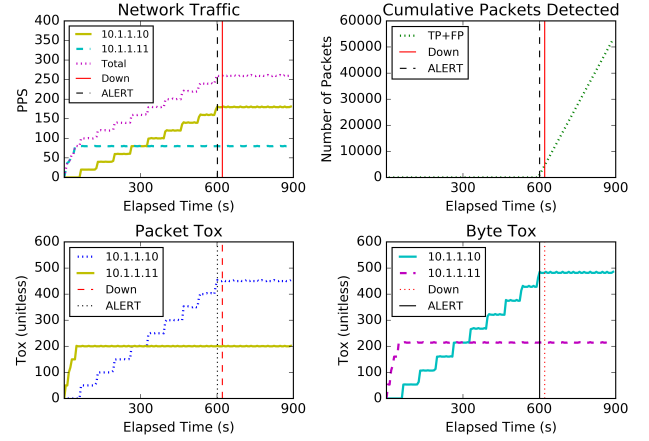 Network Traffic
400
350
300
250
200
150
100
50
0
PPS
10.1.1.10
10.1.1.11
Total
Down
ALERT
300 600 900
Elapsed Time (s)
Cumulative Packets Detected
60000
50000
40000
30000
20000
10000
0
Number of Packets
TP+FP
Down
ALERT
300 600 900
Elapsed Time (s)
Packet Tox
600
500
400
300
200
100
0
Tox (unitless)
10.1.1.10
10.1.1.11
Down
ALERT
300 600 900
Elapsed Time (s)
Byte Tox
600
500
400
300
200
100
0
Tox (unitless)
10.1.1.10
10.1.1.11
Down
ALERT
300 600 900
Elapsed Time (s)